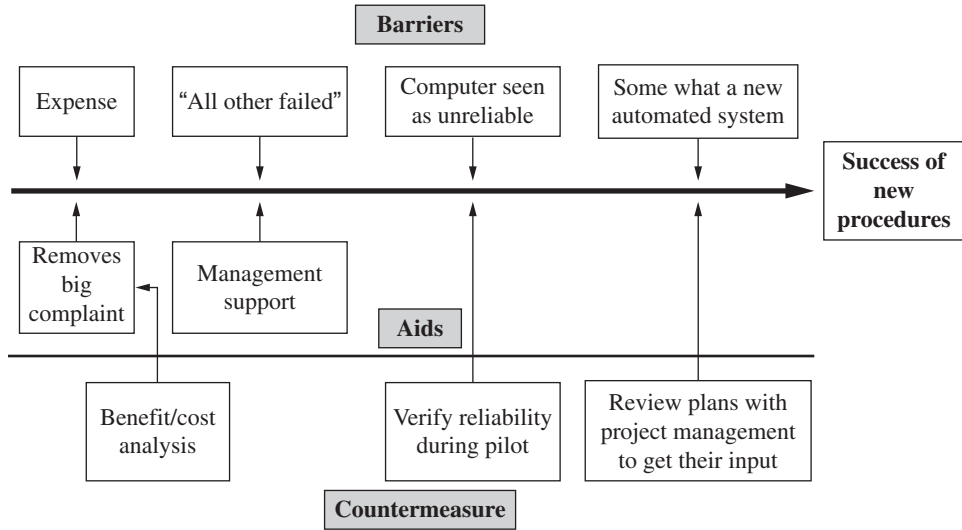 Barriers
Expense
“All other failed”
Computer seen
as unreliable
Some what a new
automated system
Success of
new
procedures
Removes
big
complaint
Management
support
Aids
Benefit/cost
analysis
Verify reliability
during pilot
Review plans with
project management
to get their input
Countermeasure